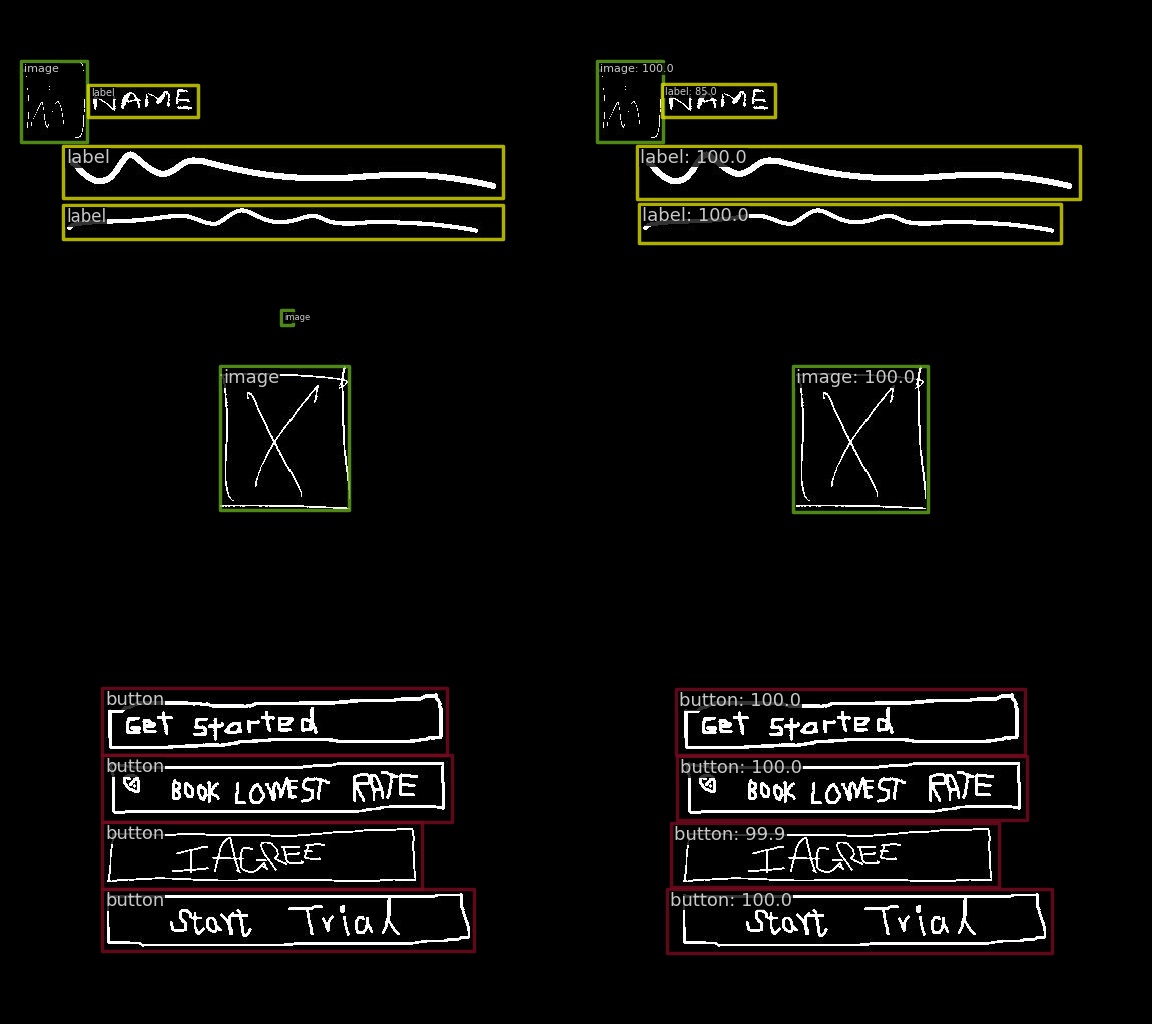 image image: 100.0
label NAME label: 85.0 NAME
label label: 100.0
label label: 100.0
image
image image: 100.0
button button: 100.0
Get Started Get Started
button button: 100.0
BOOK LOWEST RATE BOOK LOWEST RATE
button button: 99.9
I AGREE I AGREE
button button: 100.0
Start Trial Start Trial